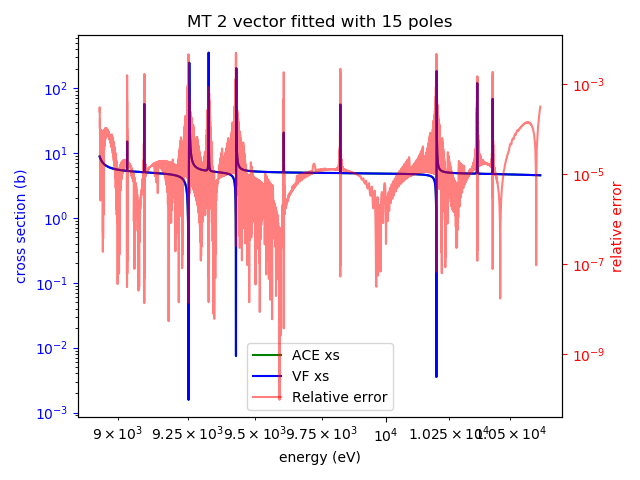 MT 2 vector fitted with 15 poles
10²
10¹
10⁰
10⁻¹
10⁻²
10⁻³
cross section (b)
10⁻³
10⁻⁵
10⁻⁷
10⁻⁹
relative error
ACE xs
VF xs
Relative error
9×10³ 9.25×10³ 9.5×10³ 9.75×10³ 10⁴ 1.025×10⁴ 1.05×10⁴
energy (eV)